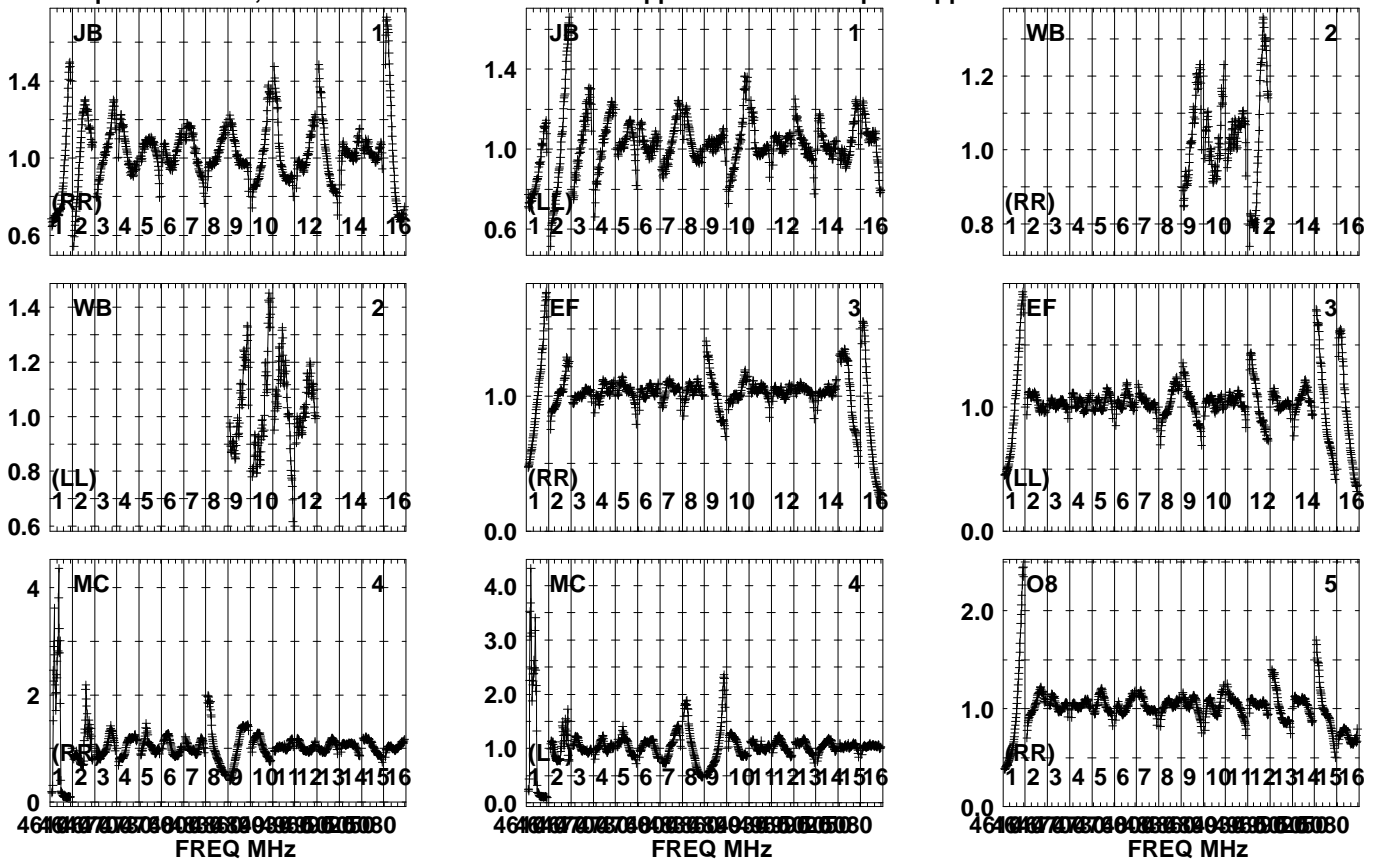 JB 1
1.4
1.0
0.6
(RR)
1 2 3 4 5 6 7 8 9 10 12 14 16
JB 1
1.4
1.0
0.6
(LL)
1 2 3 4 5 6 7 8 9 10 12 14 16
WB 2
1.2
1.0
0.8
(RR)
1 2 3 4 5 6 7 8 9 10 12 14 16
WB 2
1.4
1.2
1.0
0.8
0.6
(LL)
1 2 3 4 5 6 7 8 9 10 12 14 16
EF 3
1.0
0.0
(RR)
1 2 3 4 5 6 7 8 9 10 12 14 16
EF 3
1.0
0.0
(LL)
1 2 3 4 5 6 7 8 9 10 12 14 16
MC 4
4
2
1
0
(RR)
1 2 3 4 5 6 7 8 9 10 11 12 13 14 15 16
FREQ MHz
MC 4
4.0
3.0
2.0
1.0
0.0
(LL)
1 2 3 4 5 6 7 8 9 10 11 12 13 14 15 16
FREQ MHz
O8 5
2.0
1.0
0.0
(RR)
1 2 3 4 5 6 7 8 9 10 11 12 13 14 15 16
FREQ MHz